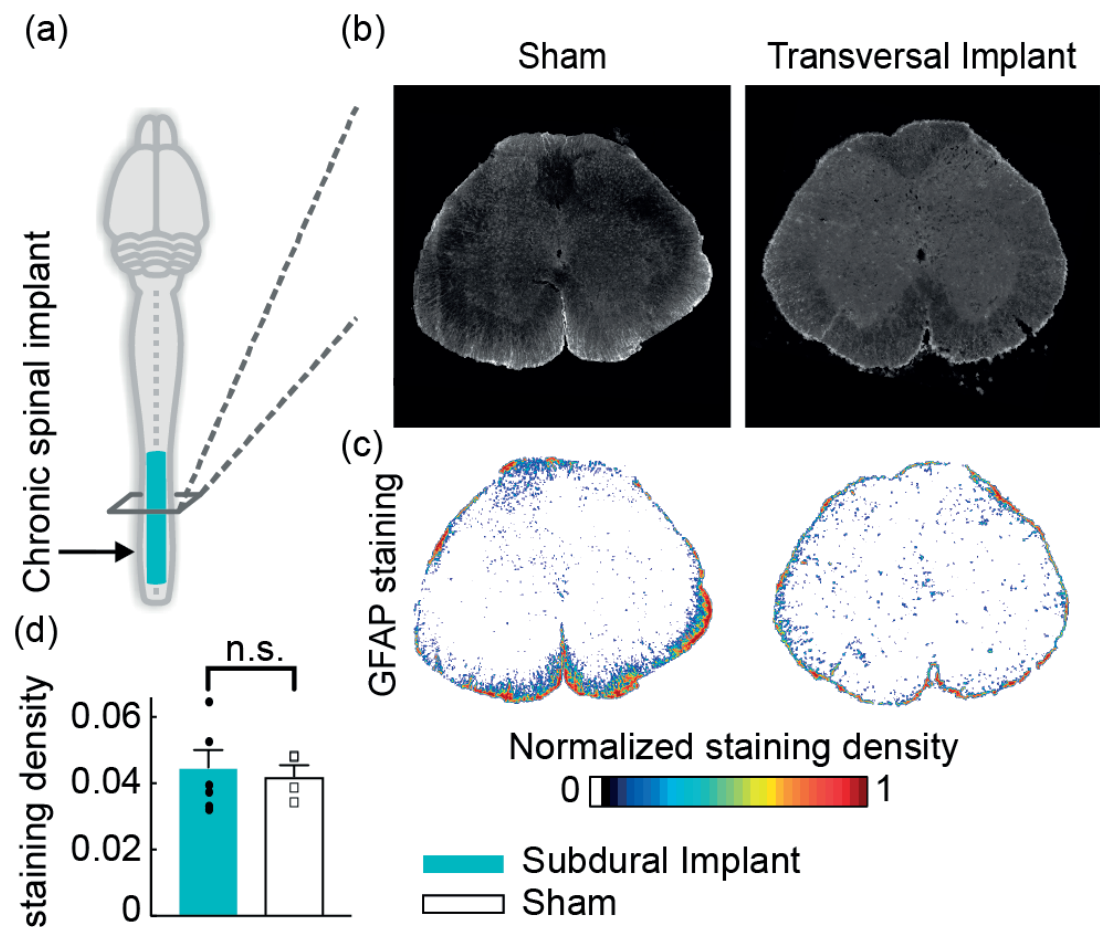 (a)
(b)
Sham
Transversal Implant
Chronic spinal implant
(c)
GFAP staining
(d)
n.s.
staining density
0.06
0.04
0.02
0
Normalized staining density
0 1
Subdural Implant
Sham